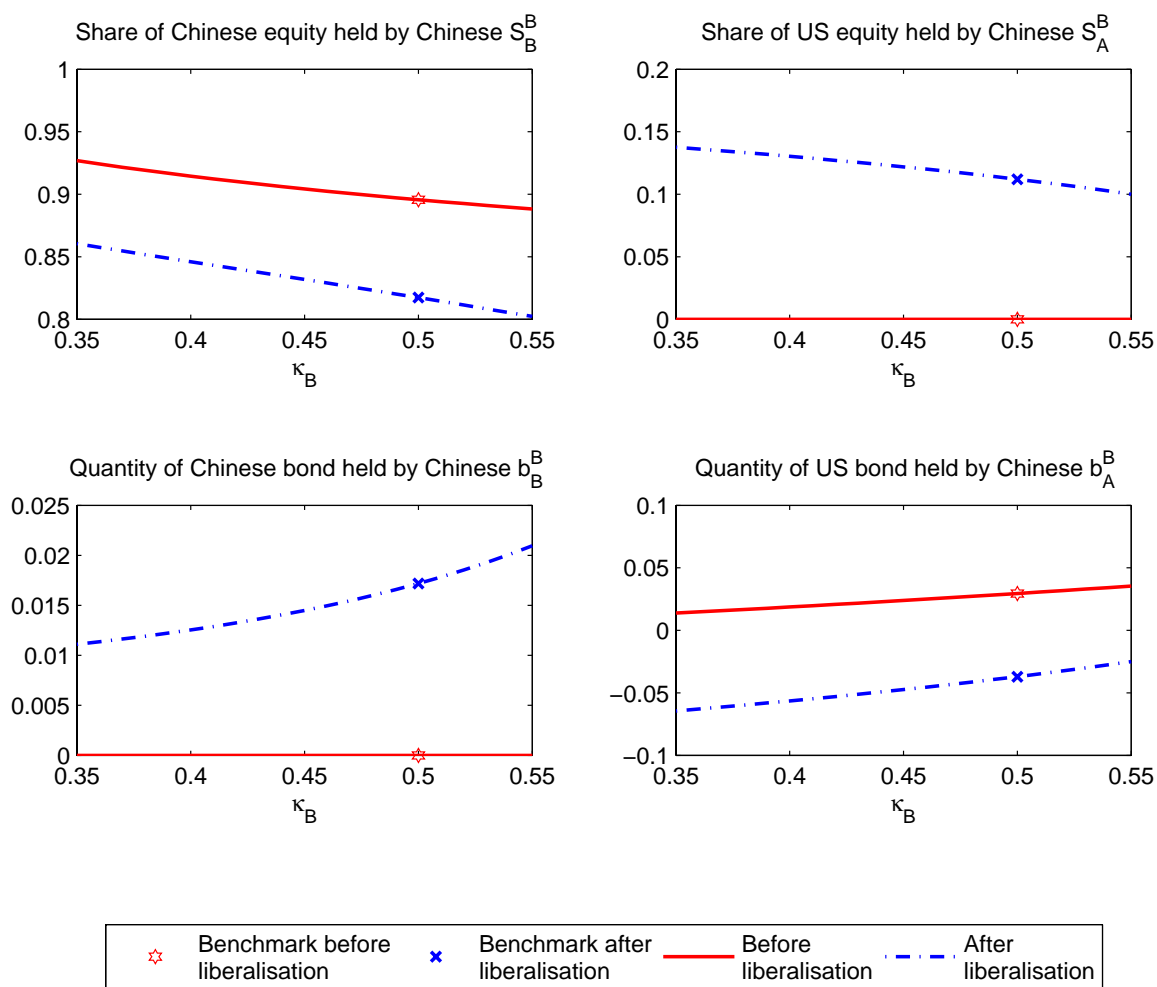 Share of Chinese equity held by Chinese S_B^B
1
0.95
0.9
0.85
0.8
0.35 0.4 0.45 0.5 0.55
κ_B
Share of US equity held by Chinese S_A^B
0.2
0.15
0.1
0.05
0
0.35 0.4 0.45 0.5 0.55
κ_B
Quantity of Chinese bond held by Chinese b_B^B
0.025
0.02
0.015
0.01
0.005
0
0.35 0.4 0.45 0.5 0.55
κ_B
Quantity of US bond held by Chinese b_A^B
0.1
0.05
0
−0.05
−0.1
0.35 0.4 0.45 0.5 0.55
κ_B
Benchmark before
liberalisation
Benchmark after
liberalisation
Before
liberalisation
After
liberalisation